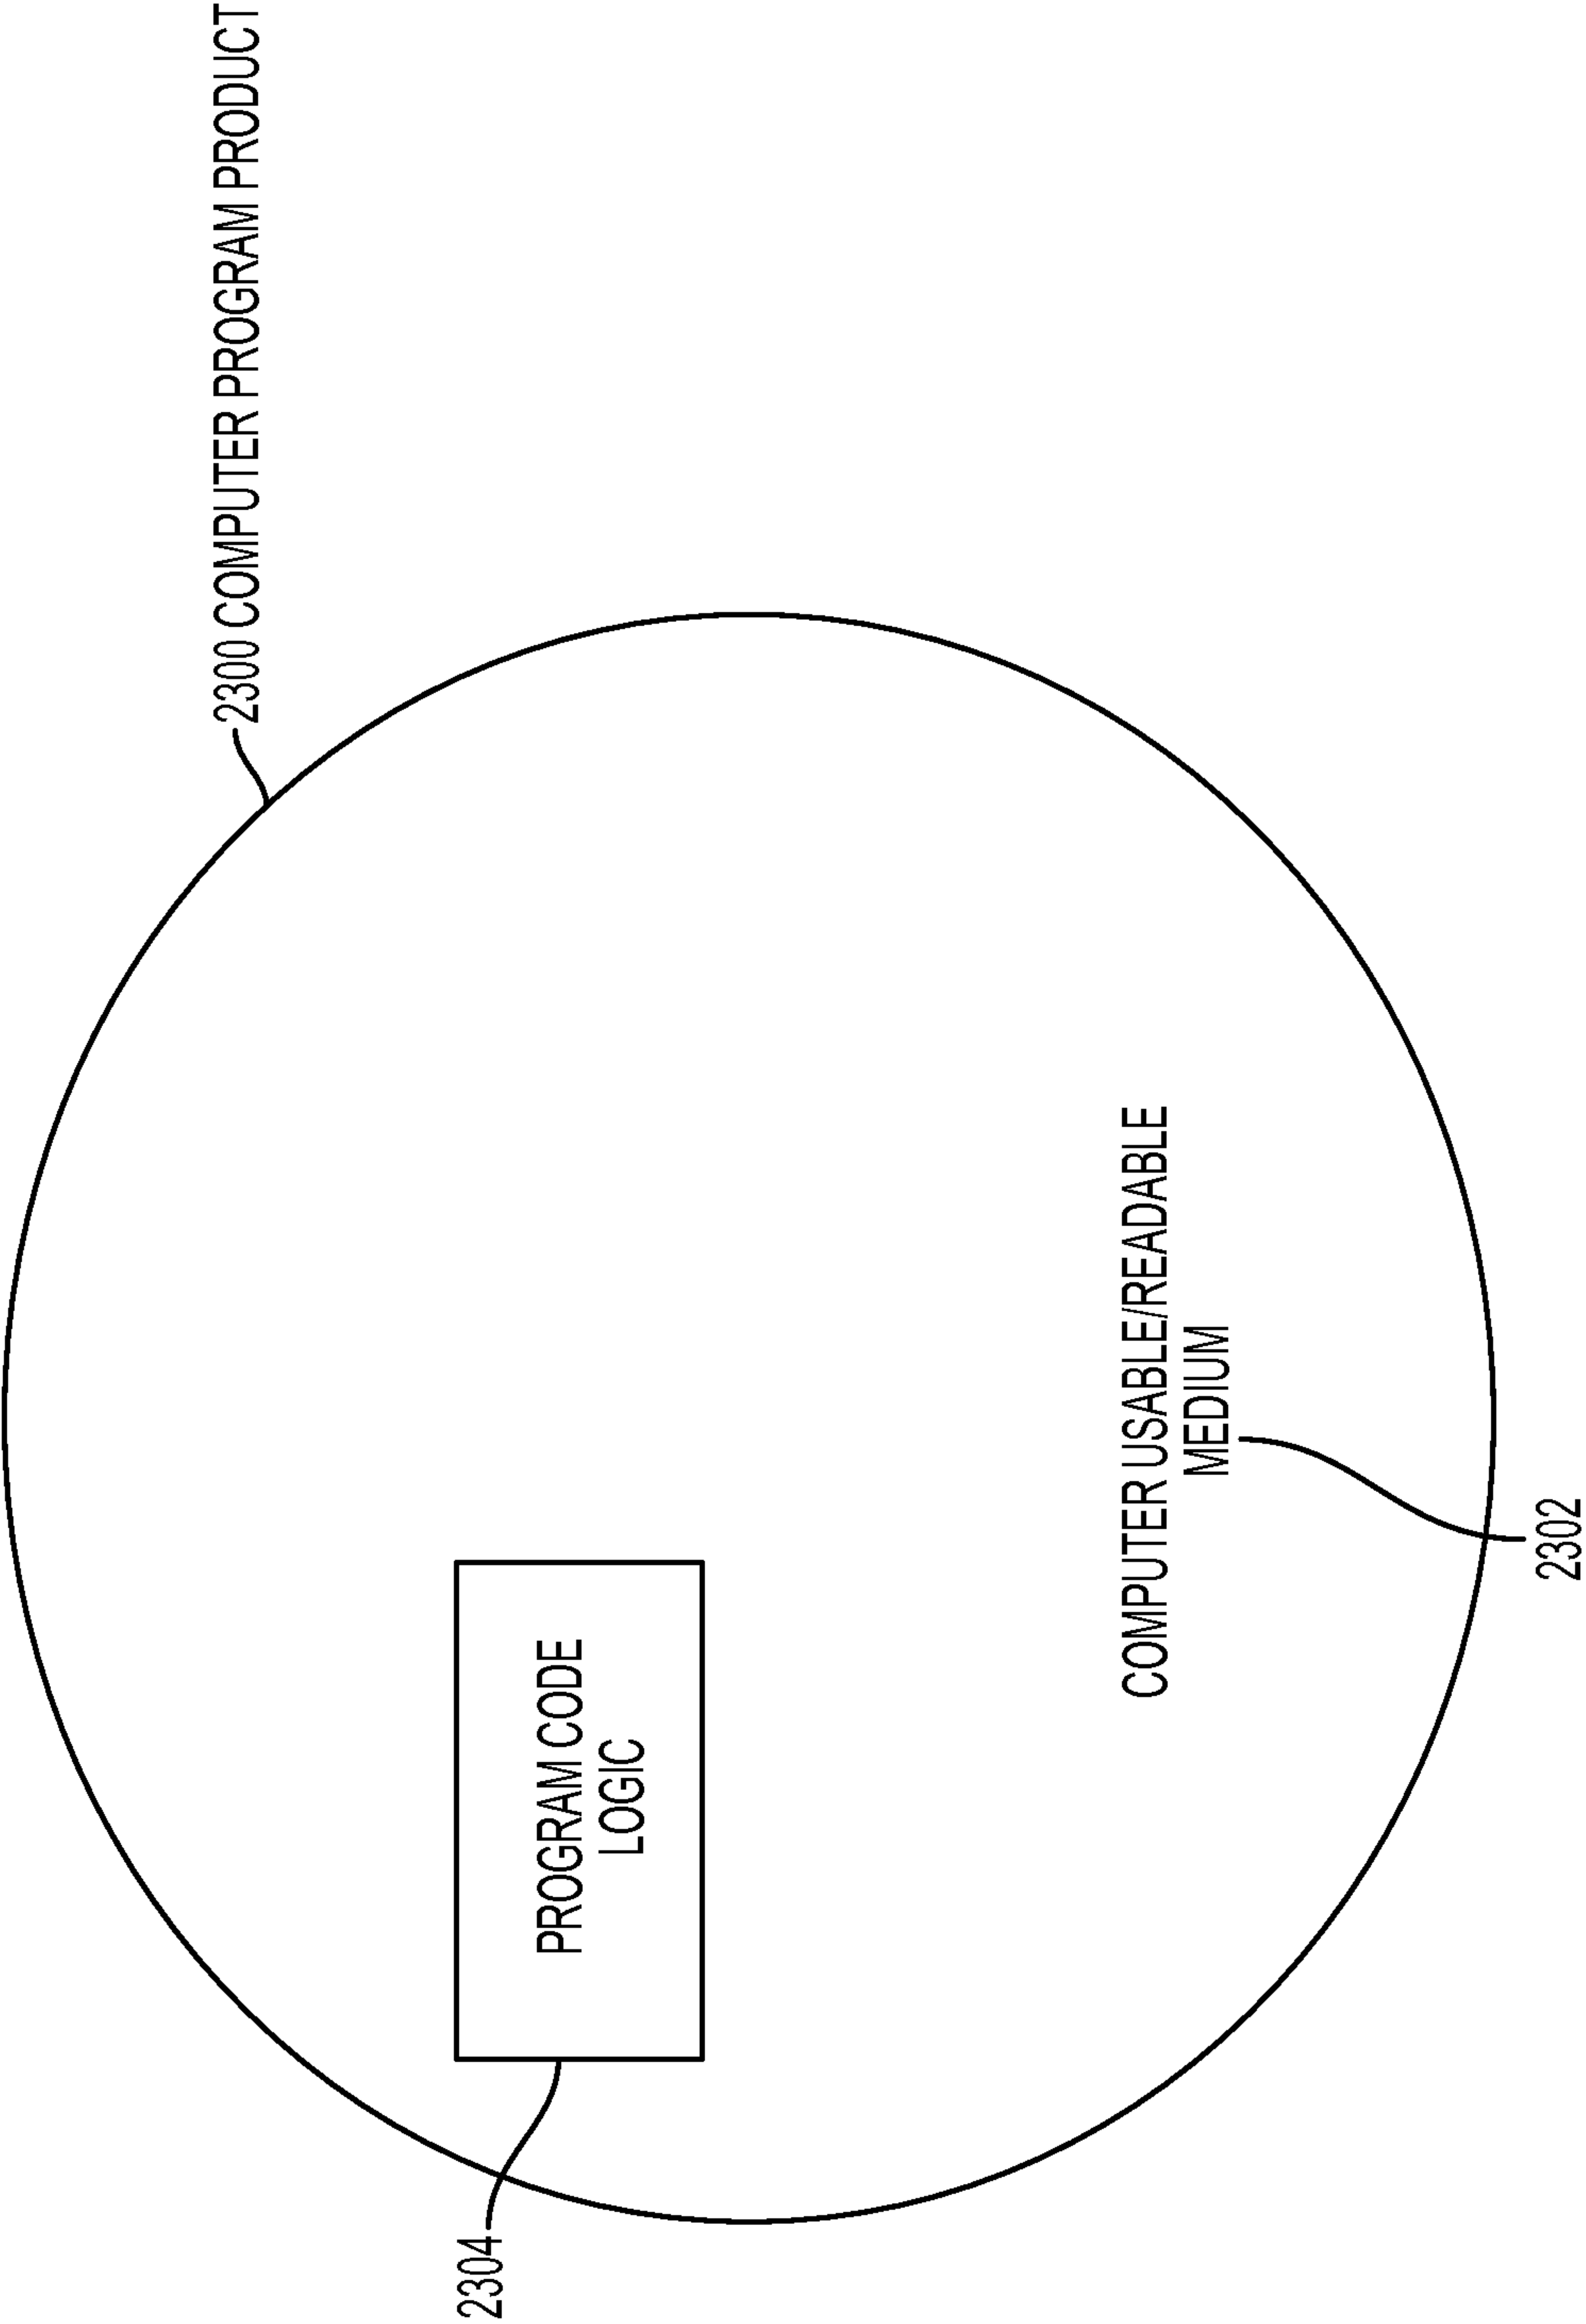 2300 COMPUTER PROGRAM PRODUCT
PROGRAM CODE
LOGIC
2304
COMPUTER USABLE/READABLE
MEDIUM
2302